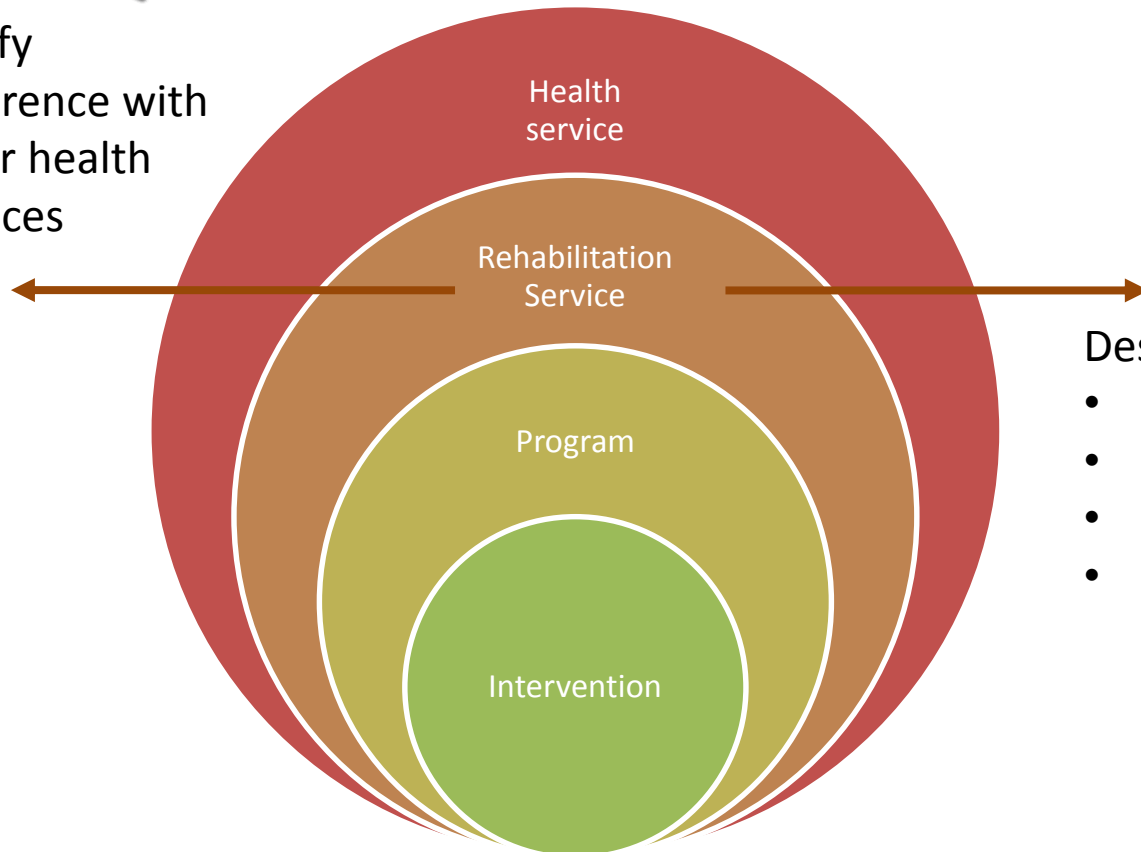 fy
rence with
r health
ces
Health
service
Rehabilitation
Service
Program
Intervention
Des
•
•
•
•